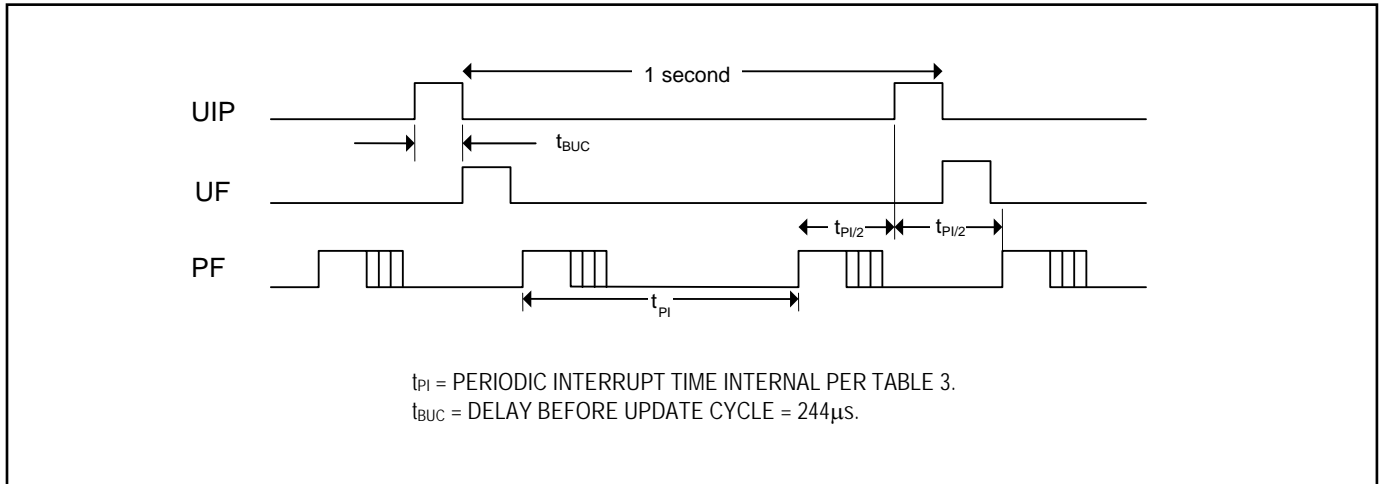 1 second
UIP
tBUC
UF
tPI/2 tPI/2
PF
tPI
tPI = PERIODIC INTERRUPT TIME INTERNAL PER TABLE 3.
tBUC = DELAY BEFORE UPDATE CYCLE = 244μs.